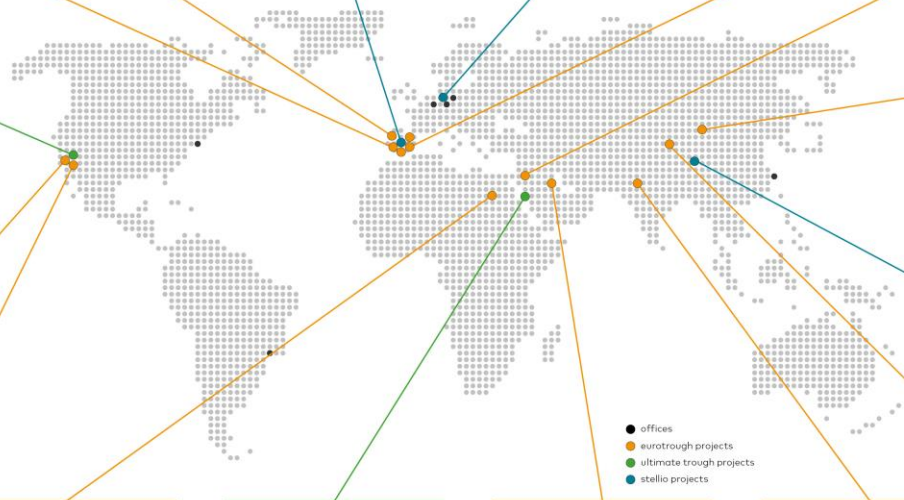 offices
eurotrough projects
ultimate trough projects
stellio projects